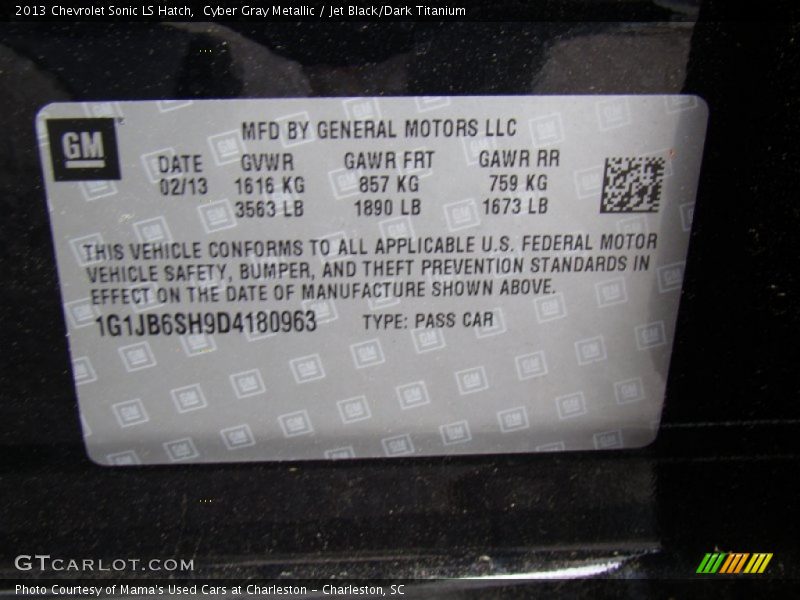 2013 Chevrolet Sonic LS Hatch,  Cyber Gray Metallic / Jet Black/Dark Titanium
GM
MFD BY GENERAL MOTORS LLC
DATE GVWR GAWR FRT GAWR RR
02/13 1616 KG 857 KG 759 KG
3563 LB 1890 LB 1673 LB
THIS VEHICLE CONFORMS TO ALL APPLICABLE U.S. FEDERAL MOTOR
VEHICLE SAFETY, BUMPER, AND THEFT PREVENTION STANDARDS IN
EFFECT ON THE DATE OF MANUFACTURE SHOWN ABOVE.
1G1JB6SH9D4180963 TYPE: PASS CAR
GTCARLOT.COM
Photo Courtesy of Mama's Used Cars at Charleston - Charleston, SC